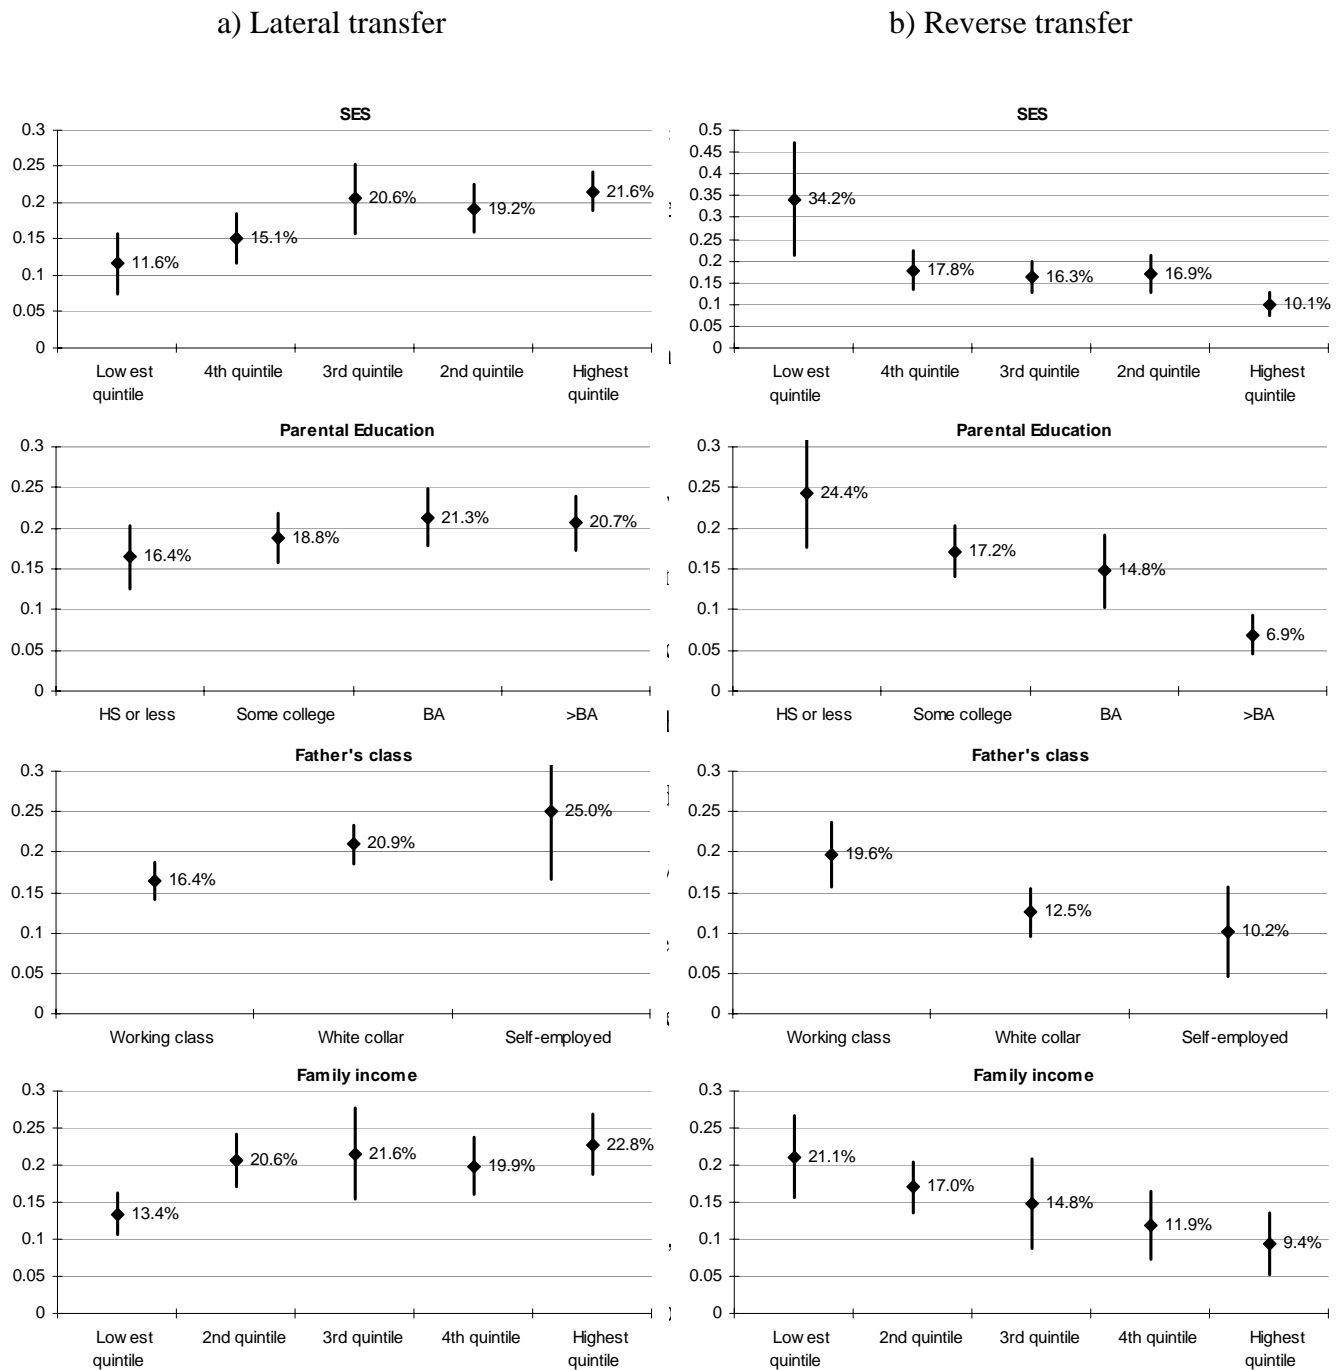 a) Lateral transfer
b) Reverse transfer
SES
0.3
0.25
0.2
0.15
0.1
0.05
0
11.6%
15.1%
20.6%
19.2%
21.6%
Lowest quintile
4th quintile
3rd quintile
2nd quintile
Highest quintile
SES
0.5
0.45
0.4
0.35
0.3
0.25
0.2
0.15
0.1
0.05
0
34.2%
17.8%
16.3%
16.9%
10.1%
Lowest quintile
4th quintile
3rd quintile
2nd quintile
Highest quintile
Parental Education
0.3
0.25
0.2
0.15
0.1
0.05
0
16.4%
18.8%
21.3%
20.7%
HS or less
Some college
BA
>BA
Parental Education
0.3
0.25
0.2
0.15
0.1
0.05
0
24.4%
17.2%
14.8%
6.9%
HS or less
Some college
BA
>BA
Father's class
0.3
0.25
0.2
0.15
0.1
0.05
0
16.4%
20.9%
25.0%
Working class
White collar
Self-employed
Father's class
0.3
0.25
0.2
0.15
0.1
0.05
0
19.6%
12.5%
10.2%
Working class
White collar
Self-employed
Family income
0.3
0.25
0.2
0.15
0.1
0.05
0
13.4%
20.6%
21.6%
19.9%
22.8%
Lowest quintile
2nd quintile
3rd quintile
4th quintile
Highest quintile
Family income
0.3
0.25
0.2
0.15
0.1
0.05
0
21.1%
17.0%
14.8%
11.9%
9.4%
Lowest quintile
2nd quintile
3rd quintile
4th quintile
Highest quintile